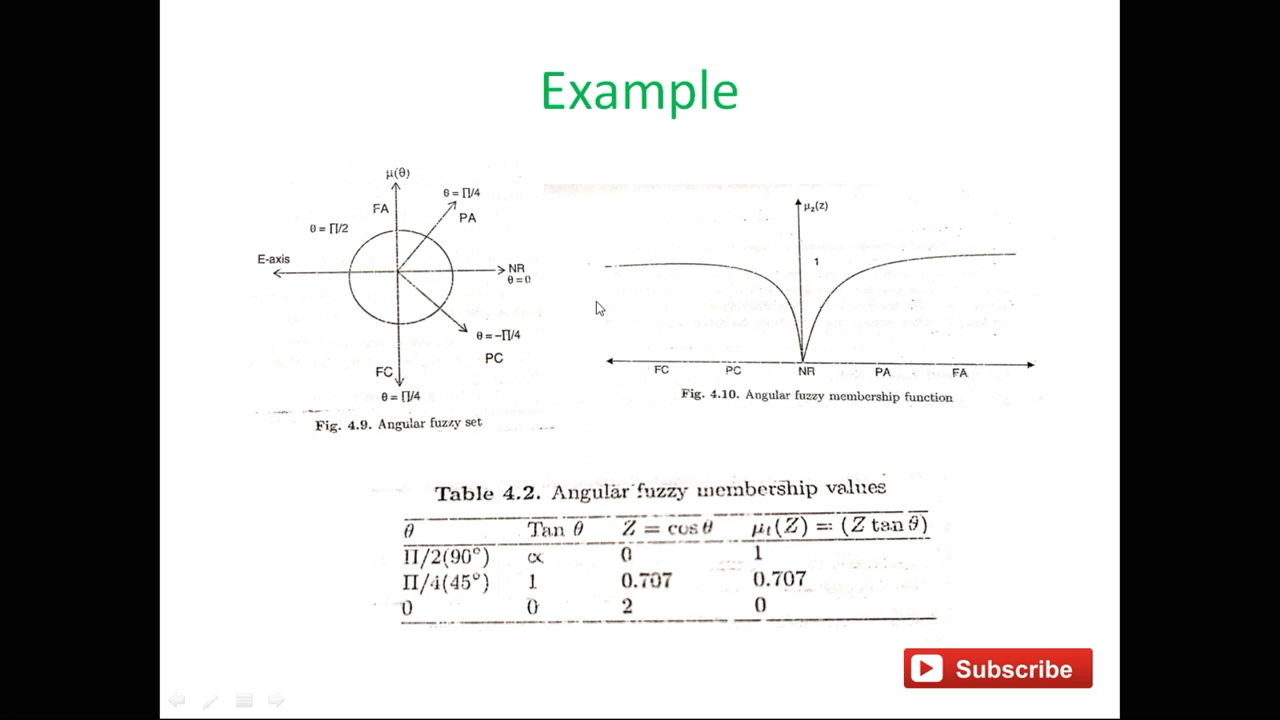 Example
μ(θ)
θ = Π/4
FA
PA
θ = Π/2
E-axis
NR
θ = 0
θ = –Π/4
PC
FC
θ = Π/4
Fig. 4.9. Angular fuzzy set
μz(z)
1
FC PC NR PA FA
Fig. 4.10. Angular fuzzy membership function
Table 4.2. Angular fuzzy membership values
θ Tan θ Z = cos θ μt(Z) = (Z tan θ)
Π/2(90°) ∝ 0 1
Π/4(45°) 1 0.707 0.707
0 0 2 0
Subscribe